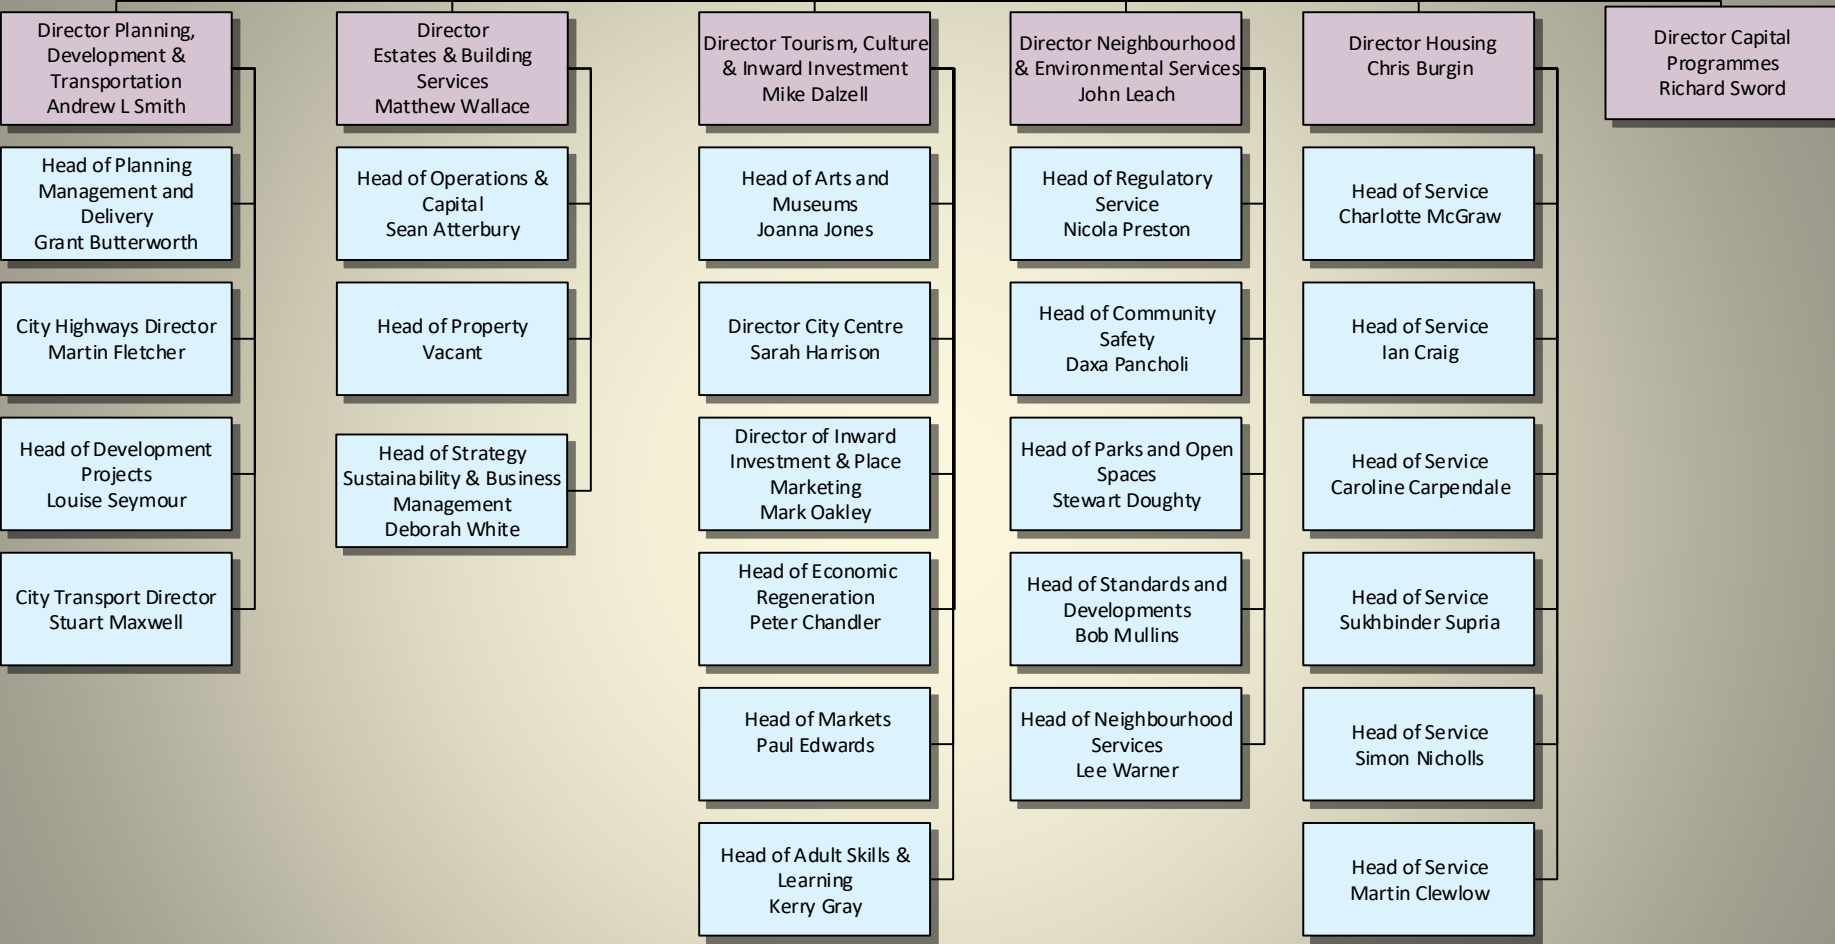 Director Planning,
Development &
Transportation
Andrew L Smith
Head of Planning
Management and
Delivery
Grant Butterworth
City Highways Director
Martin Fletcher
Head of Development
Projects
Louise Seymour
City Transport Director
Stuart Maxwell
Director
Estates & Building
Services
Matthew Wallace
Head of Operations &
Capital
Sean Atterbury
Head of Property
Vacant
Head of Strategy
Sustainability & Business
Management
Deborah White
Director Tourism, Culture
& Inward Investment
Mike Dalzell
Head of Arts and
Museums
Joanna Jones
Director City Centre
Sarah Harrison
Director of Inward
Investment & Place
Marketing
Mark Oakley
Head of Economic
Regeneration
Peter Chandler
Head of Markets
Paul Edwards
Head of Adult Skills &
Learning
Kerry Gray
Director Neighbourhood
& Environmental Services
John Leach
Head of Regulatory
Service
Nicola Preston
Head of Community
Safety
Daxa Pancholi
Head of Parks and Open
Spaces
Stewart Doughty
Head of Standards and
Developments
Bob Mullins
Head of Neighbourhood
Services
Lee Warner
Director Housing
Chris Burgin
Head of Service
Charlotte McGraw
Head of Service
Ian Craig
Head of Service
Caroline Carpendale
Head of Service
Sukhbinder Supria
Head of Service
Simon Nicholls
Head of Service
Martin Clewlow
Director Capital
Programmes
Richard Sword